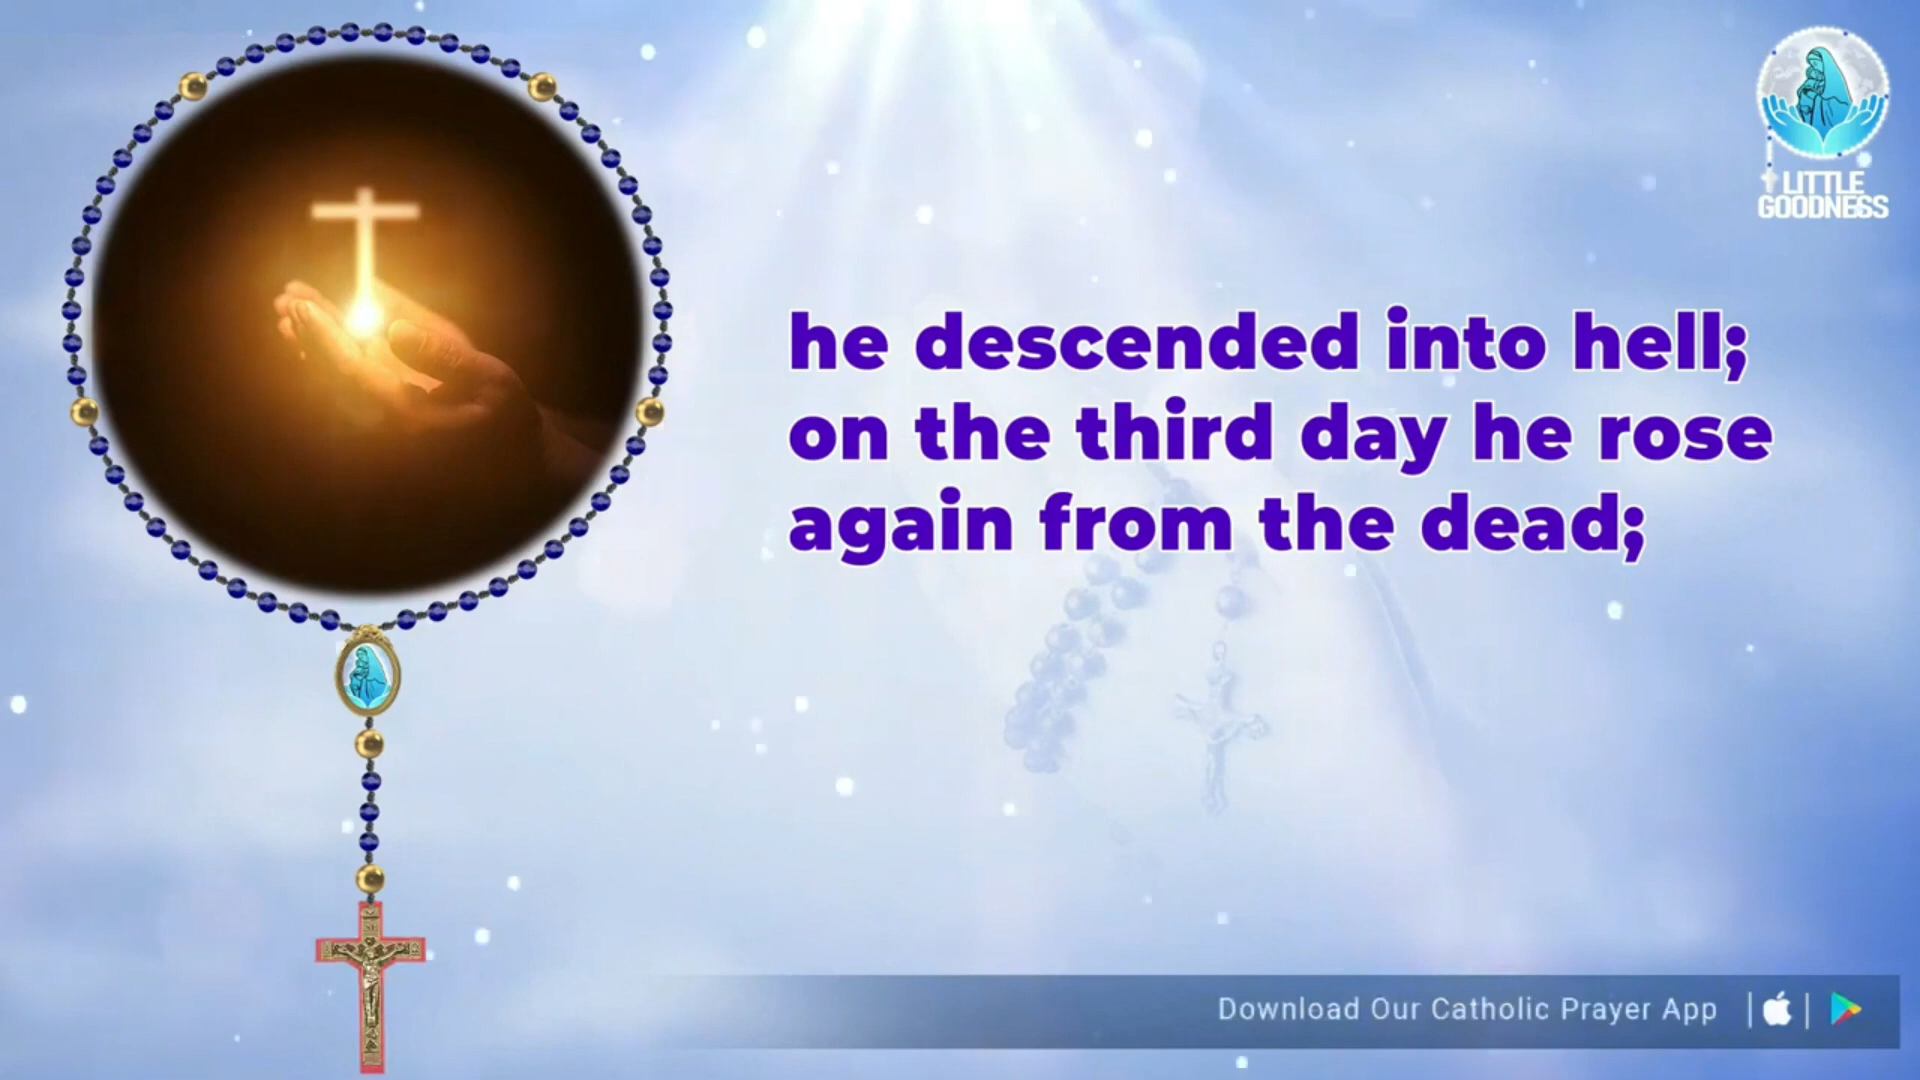 LITTLE
GOODNESS
he descended into hell;
on the third day he rose
again from the dead;
Download Our Catholic Prayer App